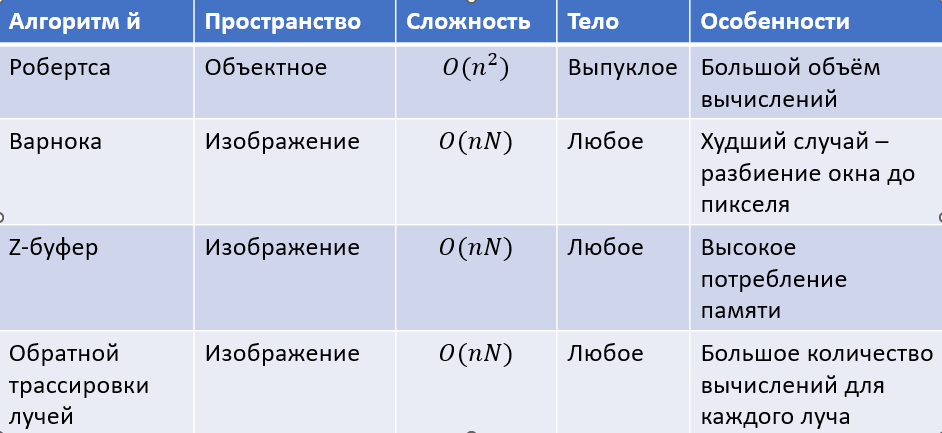 Алгоритм й Пространство Сложность Тело Особенности
Робертса Объектное O(n²) Выпуклое Большой объём
вычислений
Варнока Изображение O(nN) Любое Худший случай –
разбиение окна до
пикселя
Z-буфер Изображение O(nN) Любое Высокое
потребление
памяти
Обратной Изображение O(nN) Любое Большое количество
трассировки вычислений для
лучей каждого луча